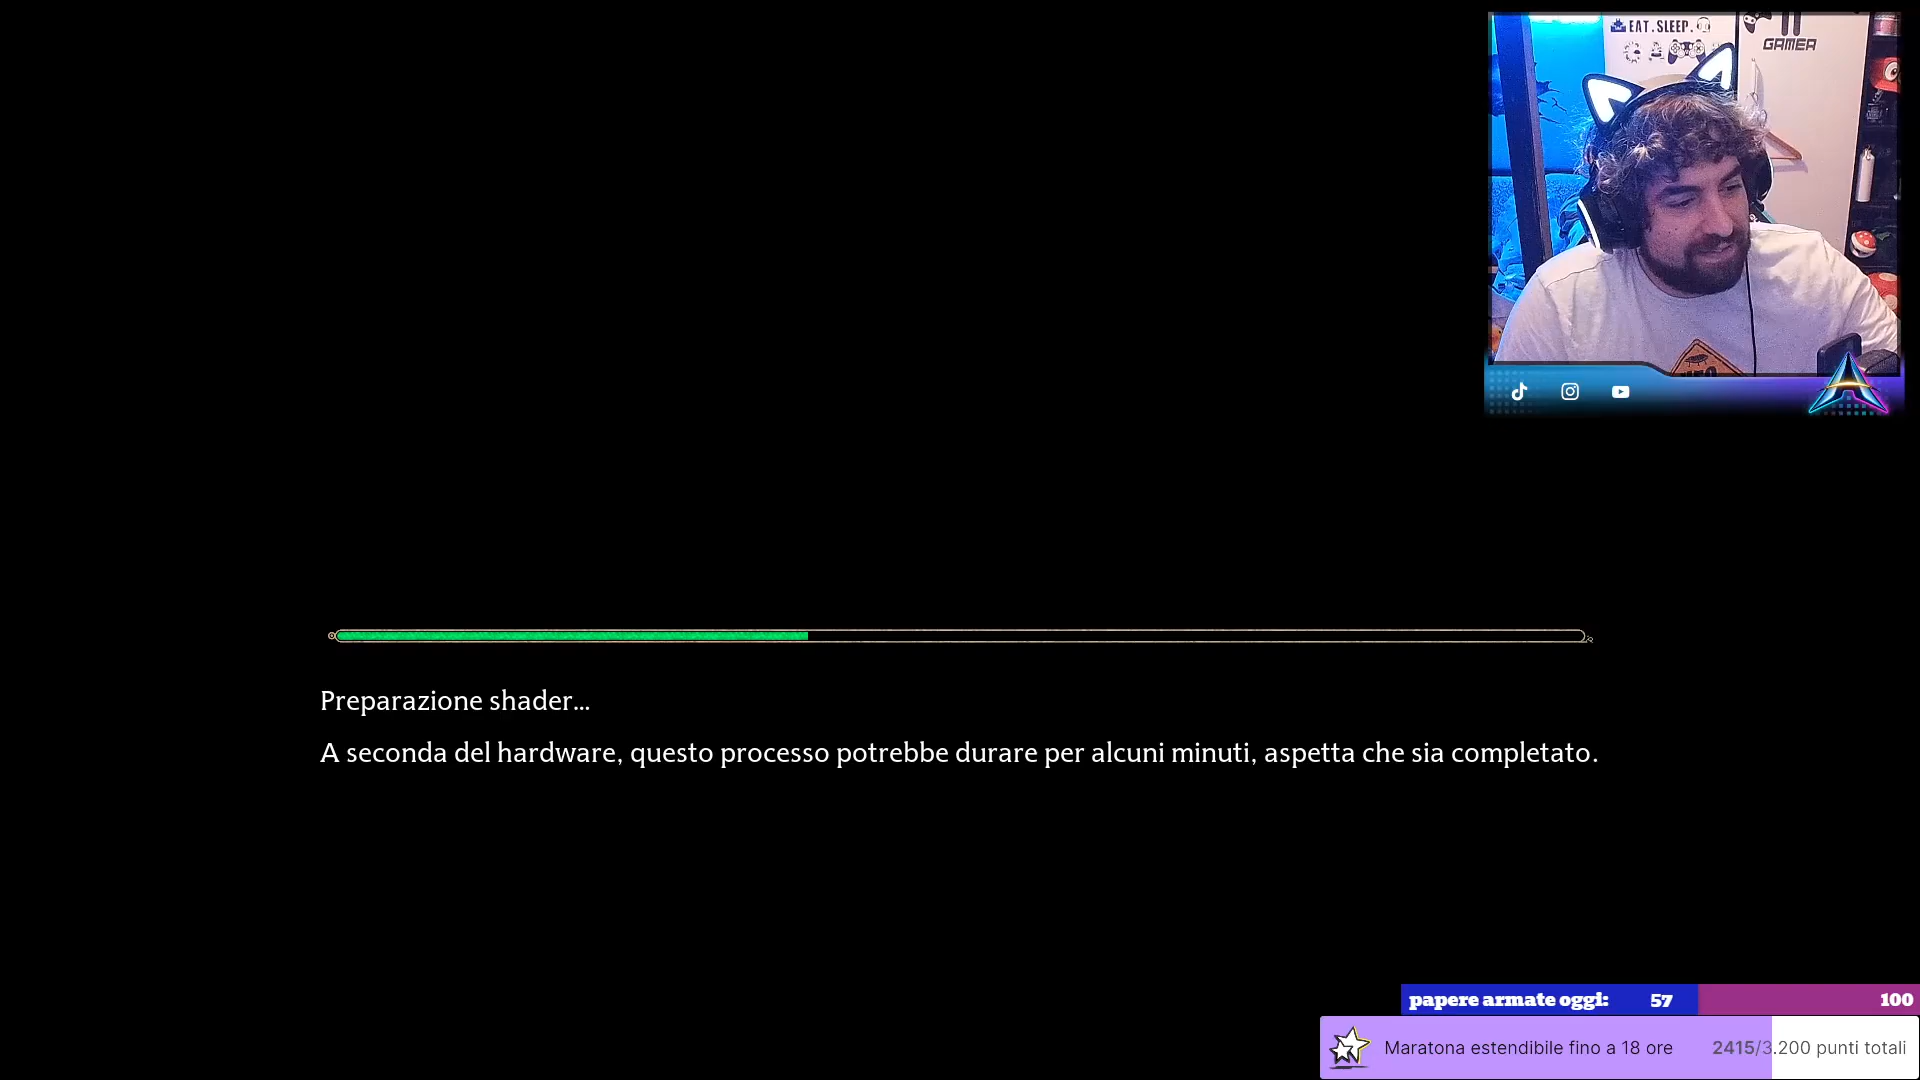 EAT.SLEEP.
GAMER
Preparazione shader...
A seconda del hardware, questo processo potrebbe durare per alcuni minuti, aspetta che sia completato.
papere armate oggi: 57 100
Maratona estendibile fino a 18 ore 2415/3.200 punti totali